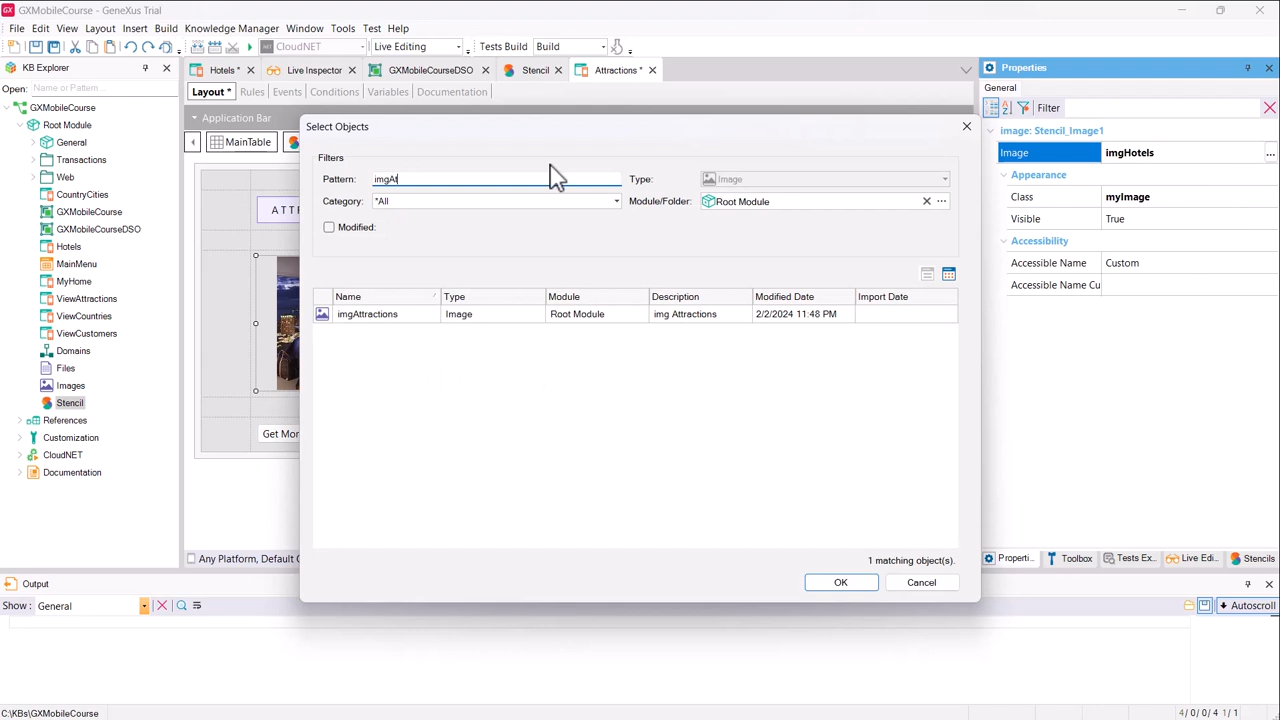 GX GXMobileCourse - GeneXus Trial
File Edit View Layout Insert Build Knowledge Manager Window Tools Test Help
CloudNET Live Editing Tests Build Build
KB Explorer
Hotels * Live Inspector GXMobileCourseDSO Stencil Attractions *
Properties
Open: Name or Pattern...
Layout * Rules Events Conditions Variables Documentation
General
GXMobileCourse
Filter
Root Module
Application Bar
Select Objects
image: Stencil_Image1
General
MainTable
Image imgHotels ...
Transactions
Filters
Appearance
Web
Pattern: imgAt Type: Image
Class myImage
CountryCities
Category: *All Module/Folder: Root Module ...
Visible True
GXMobileCourse
ATTR
Modified:
Accessibility
GXMobileCourseDSO
Accessible Name Custom
Hotels
Accessible Name Cu
MainMenu
MyHome
Name Type Module Description Modified Date Import Date
ViewAttractions
imgAttractions Image Root Module img Attractions 2/2/2024 11:48 PM
ViewCountries
ViewCustomers
Domains
Files
Images
Stencil
References
Get Mor
Customization
CloudNET
Documentation
Any Platform, Default O
1 matching object(s).
Properti... Toolbox Tests Ex... Live Edi... Stencils
OK Cancel
Output
Show: General
Autoscroll
C:\KBs\GXMobileCourse
4/ 0/ 0/ 4 1/ 1